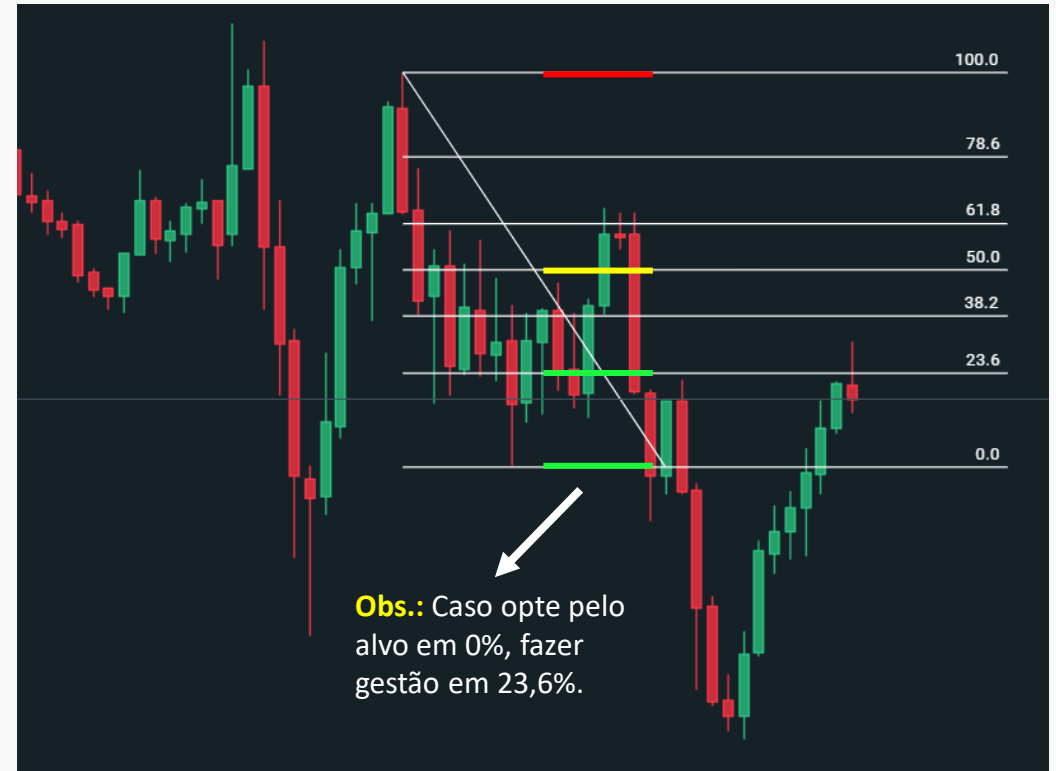 100.0
78.6
61.8
50.0
38.2
23.6
0.0
Obs.: Caso opte pelo
alvo em 0%, fazer
gestão em 23,6%.